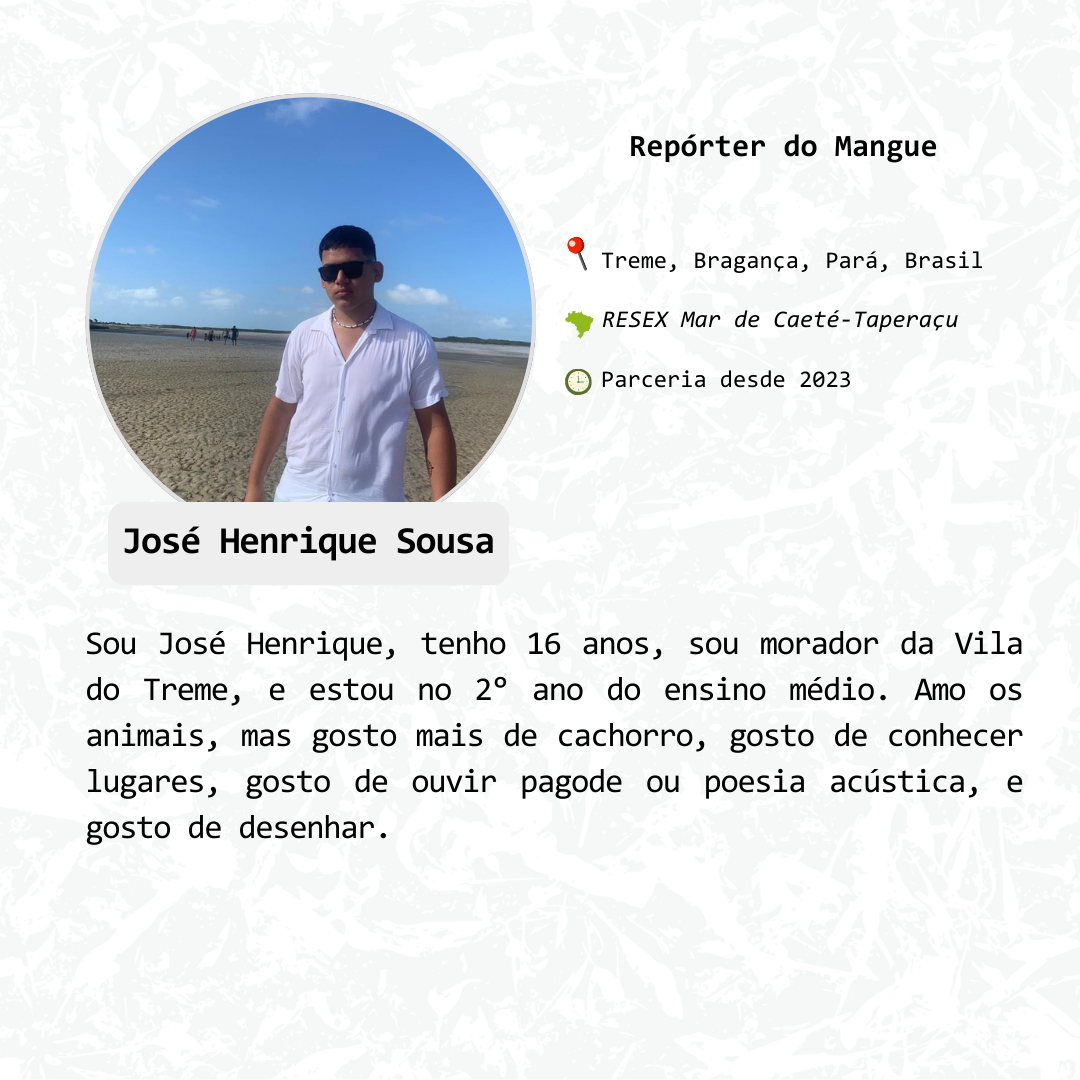 Repórter do Mangue
Treme, Bragança, Pará, Brasil
RESEX Mar de Caeté-Taperaçu
Parceria desde 2023
José Henrique Sousa
Sou José Henrique, tenho 16 anos, sou morador da Vila
do Treme, e estou no 2º ano do ensino médio. Amo os
animais, mas gosto mais de cachorro, gosto de conhecer
lugares, gosto de ouvir pagode ou poesia acústica, e
gosto de desenhar.